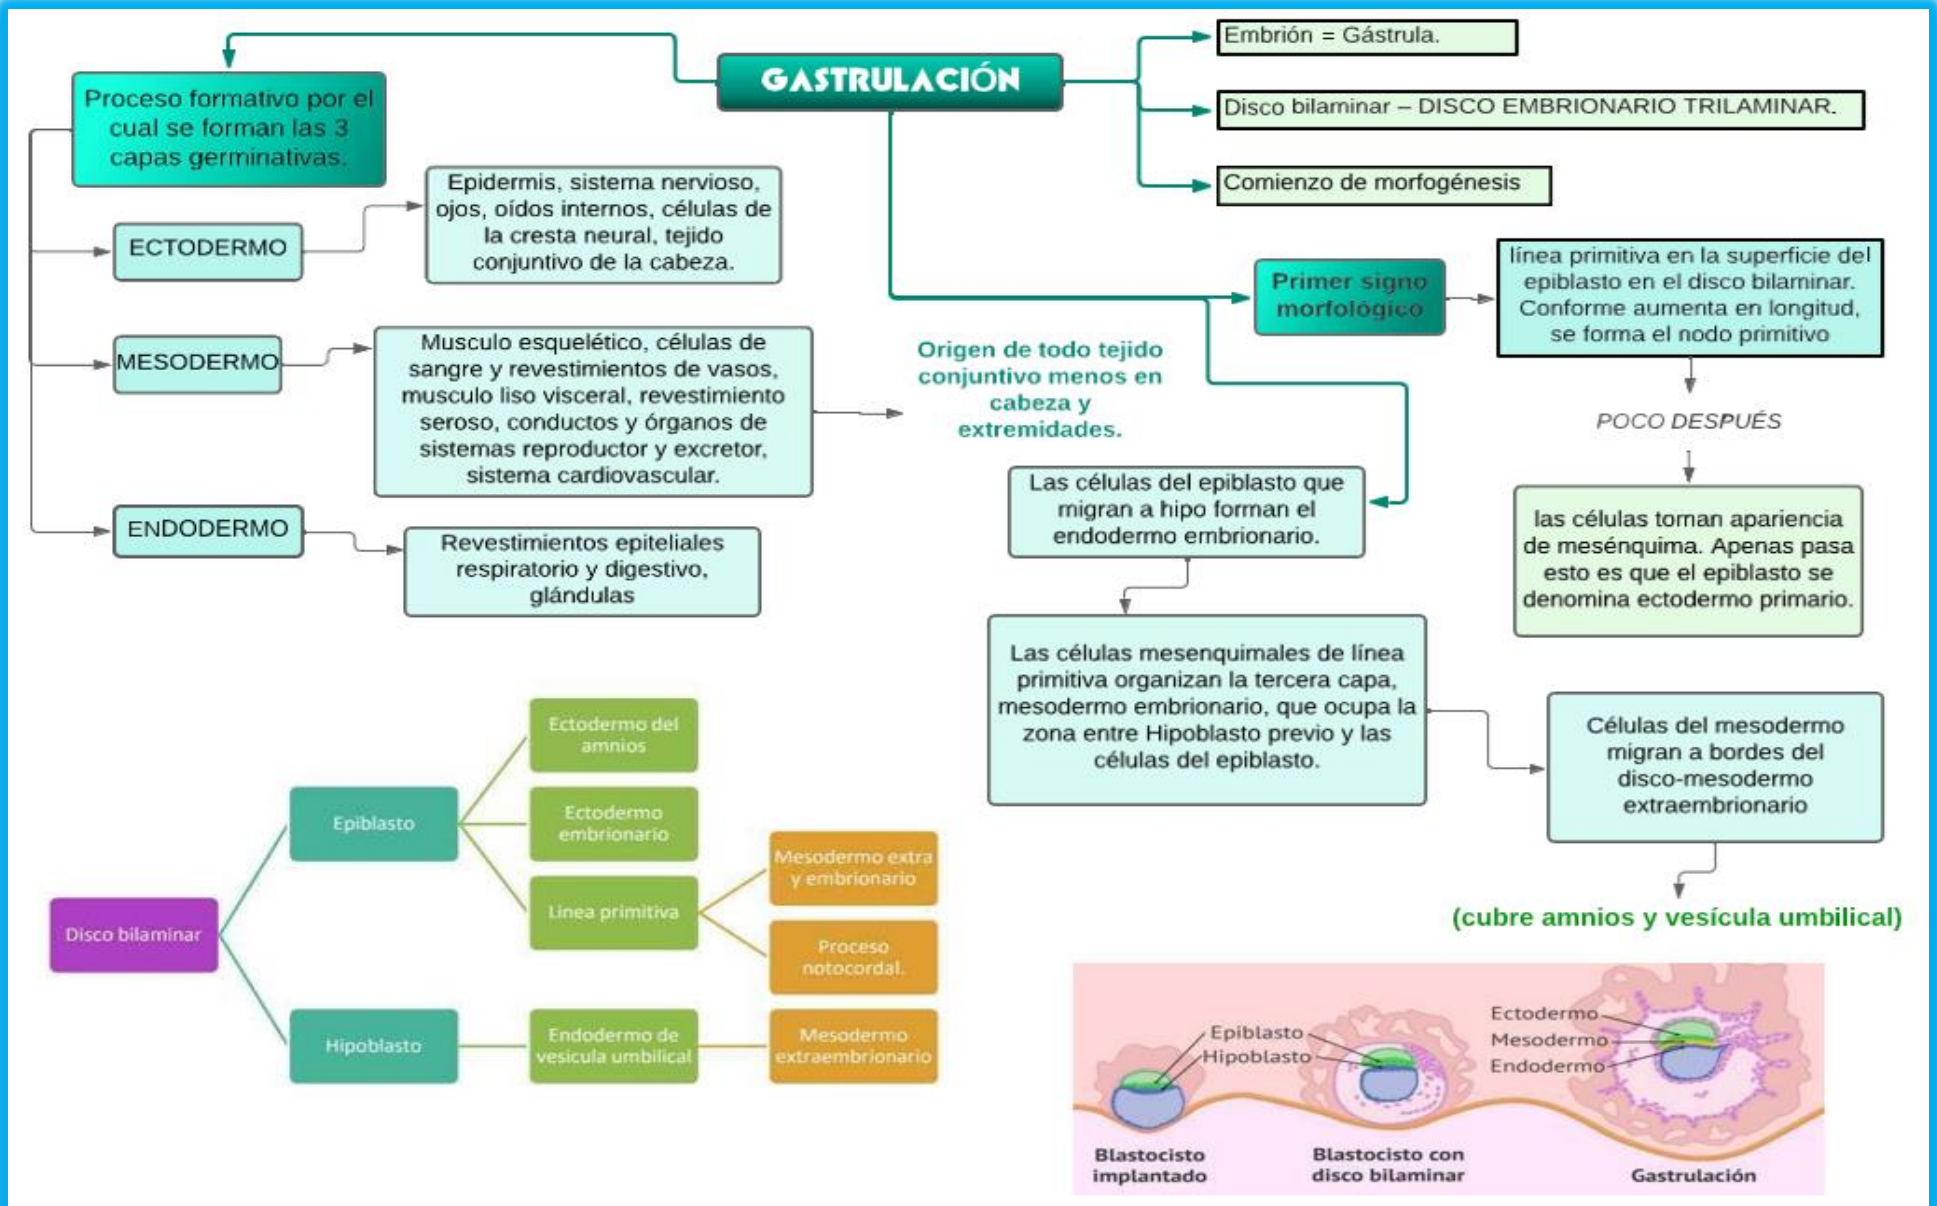 GASTRULACIÓN
Proceso formativo por el
cual se forman las 3
capas germinativas.
ECTODERMO
Epidermis, sistema nervioso,
ojos, oídos internos, células de
la cresta neural, tejido
conjuntivo de la cabeza.
MESODERMO
Musculo esquelético, células de
sangre y revestimientos de vasos,
musculo liso visceral, revestimiento
seroso, conductos y órganos de
sistemas reproductor y excretor,
sistema cardiovascular.
Origen de todo tejido
conjuntivo menos en
cabeza y
extremidades.
ENDODERMO
Revestimientos epiteliales
respiratorio y digestivo,
glándulas
Embrión = Gástrula.
Disco bilaminar – DISCO EMBRIONARIO TRILAMINAR.
Comienzo de morfogénesis
Primer signo
morfológico
línea primitiva en la superficie del
epiblasto en el disco bilaminar.
Conforme aumenta en longitud,
se forma el nodo primitivo
POCO DESPUÉS
las células toman apariencia
de mesénquima. Apenas pasa
esto es que el epiblasto se
denomina ectodermo primario.
Las células del epiblasto que
migran a hipo forman el
endodermo embrionario.
Las células mesenquimales de línea
primitiva organizan la tercera capa,
mesodermo embrionario, que ocupa la
zona entre Hipoblasto previo y las
células del epiblasto.
Células del mesodermo
migran a bordes del
disco-mesodermo
extraembrionario
(cubre amnios y vesícula umbilical)
Disco bilaminar
Epiblasto
Ectodermo del
amnios
Ectodermo
embrionario
Linea primitiva
Mesodermo extra
y embrionario
Proceso
notocordal.
Hipoblasto
Endodermo de
vesicula umbilical
Mesodermo
extraembrionario
Epiblasto
Hipoblasto
Ectodermo
Mesodermo
Endodermo
Blastocisto
implantado
Blastocisto con
disco bilaminar
Gastrulación